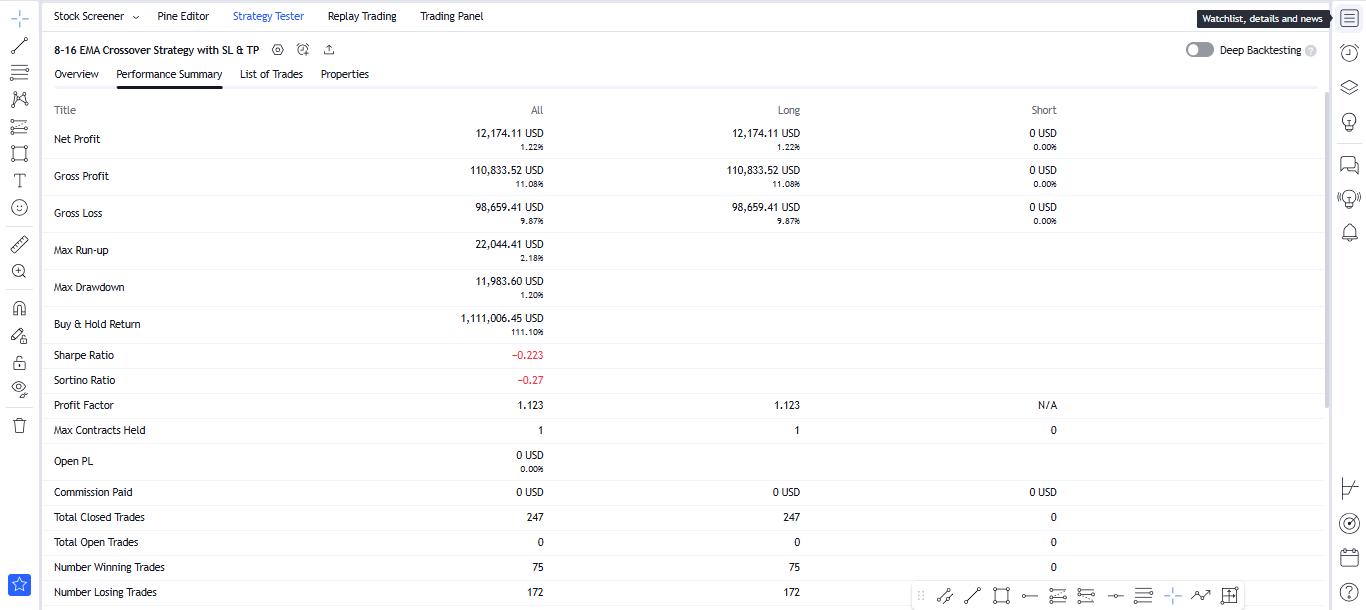 Stock Screener Pine Editor Strategy Tester Replay Trading Trading Panel
Watchlist, details and news
8-16 EMA Crossover Strategy with SL & TP
Deep Backtesting ?
Overview Performance Summary List of Trades Properties
Title All Long Short
Net Profit 12,174.11 USD 12,174.11 USD 0 USD
1.22% 1.22% 0.00%
Gross Profit 110,833.52 USD 110,833.52 USD 0 USD
11.08% 11.08% 0.00%
Gross Loss 98,659.41 USD 98,659.41 USD 0 USD
9.87% 9.87% 0.00%
Max Run-up 22,044.41 USD
2.18%
Max Drawdown 11,983.60 USD
1.20%
Buy & Hold Return 1,111,006.45 USD
111.10%
Sharpe Ratio −0.223
Sortino Ratio −0.27
Profit Factor 1.123 1.123 N/A
Max Contracts Held 1 1 0
Open PL 0 USD
0.00%
Commission Paid 0 USD 0 USD 0 USD
Total Closed Trades 247 247 0
Total Open Trades 0 0 0
Number Winning Trades 75 75 0
Number Losing Trades 172 172